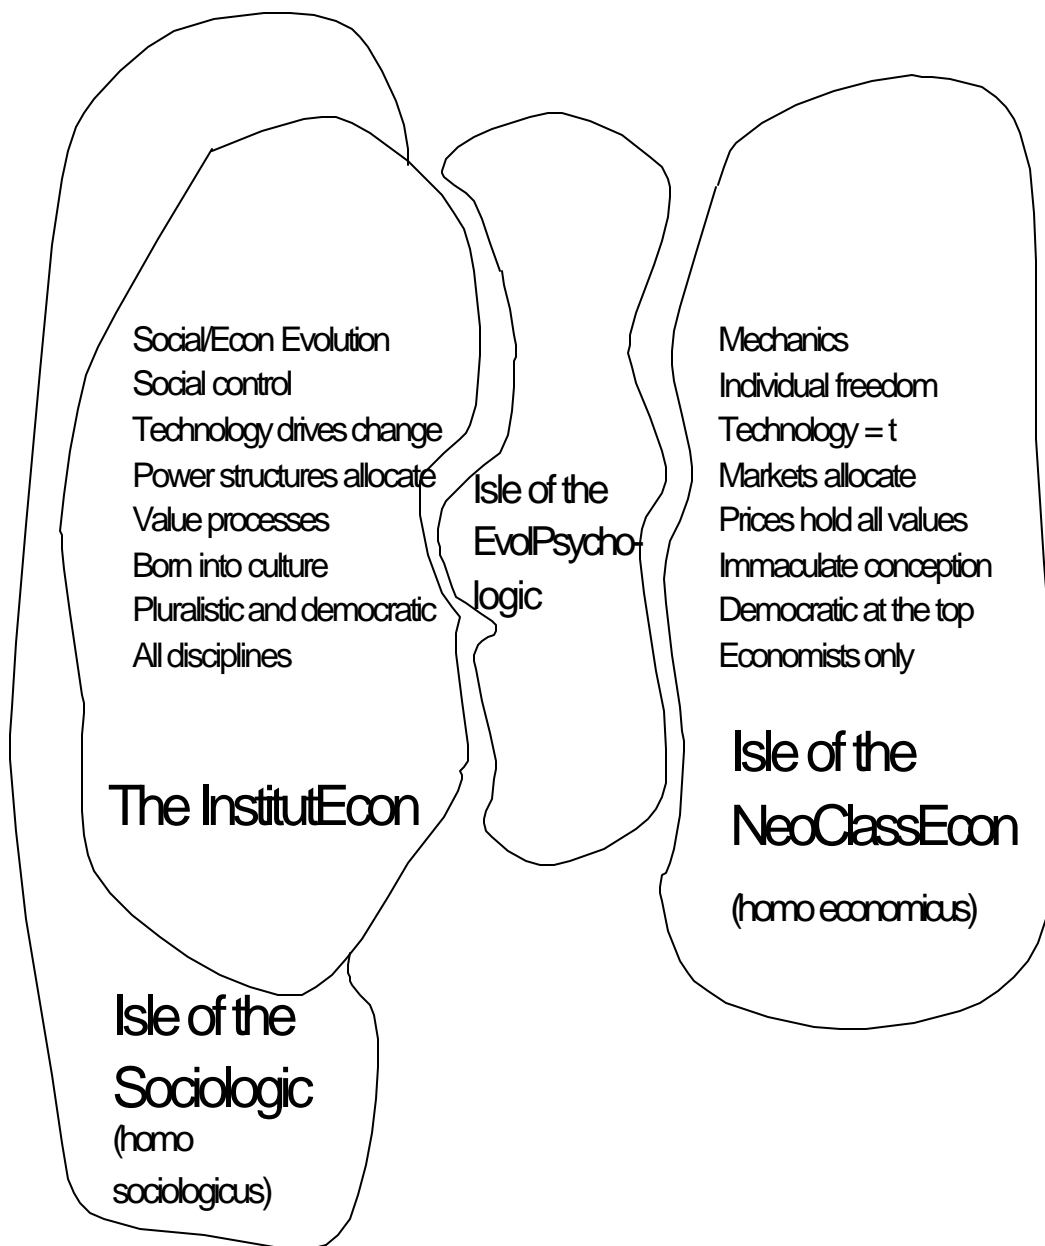 Social/Econ Evolution
Social control
Technology drives change
Power structures allocate
Value processes
Born into culture
Pluralistic and democratic
All disciplines
The InstitutEcon
Isle of the
Sociologic
(homo
sociologicus)
Isle of the
EvolPsycho-
logic
Mechanics
Individual freedom
Technology = t
Markets allocate
Prices hold all values
Immaculate conception
Democratic at the top
Economists only
Isle of the
NeoClassEcon
(homo economicus)